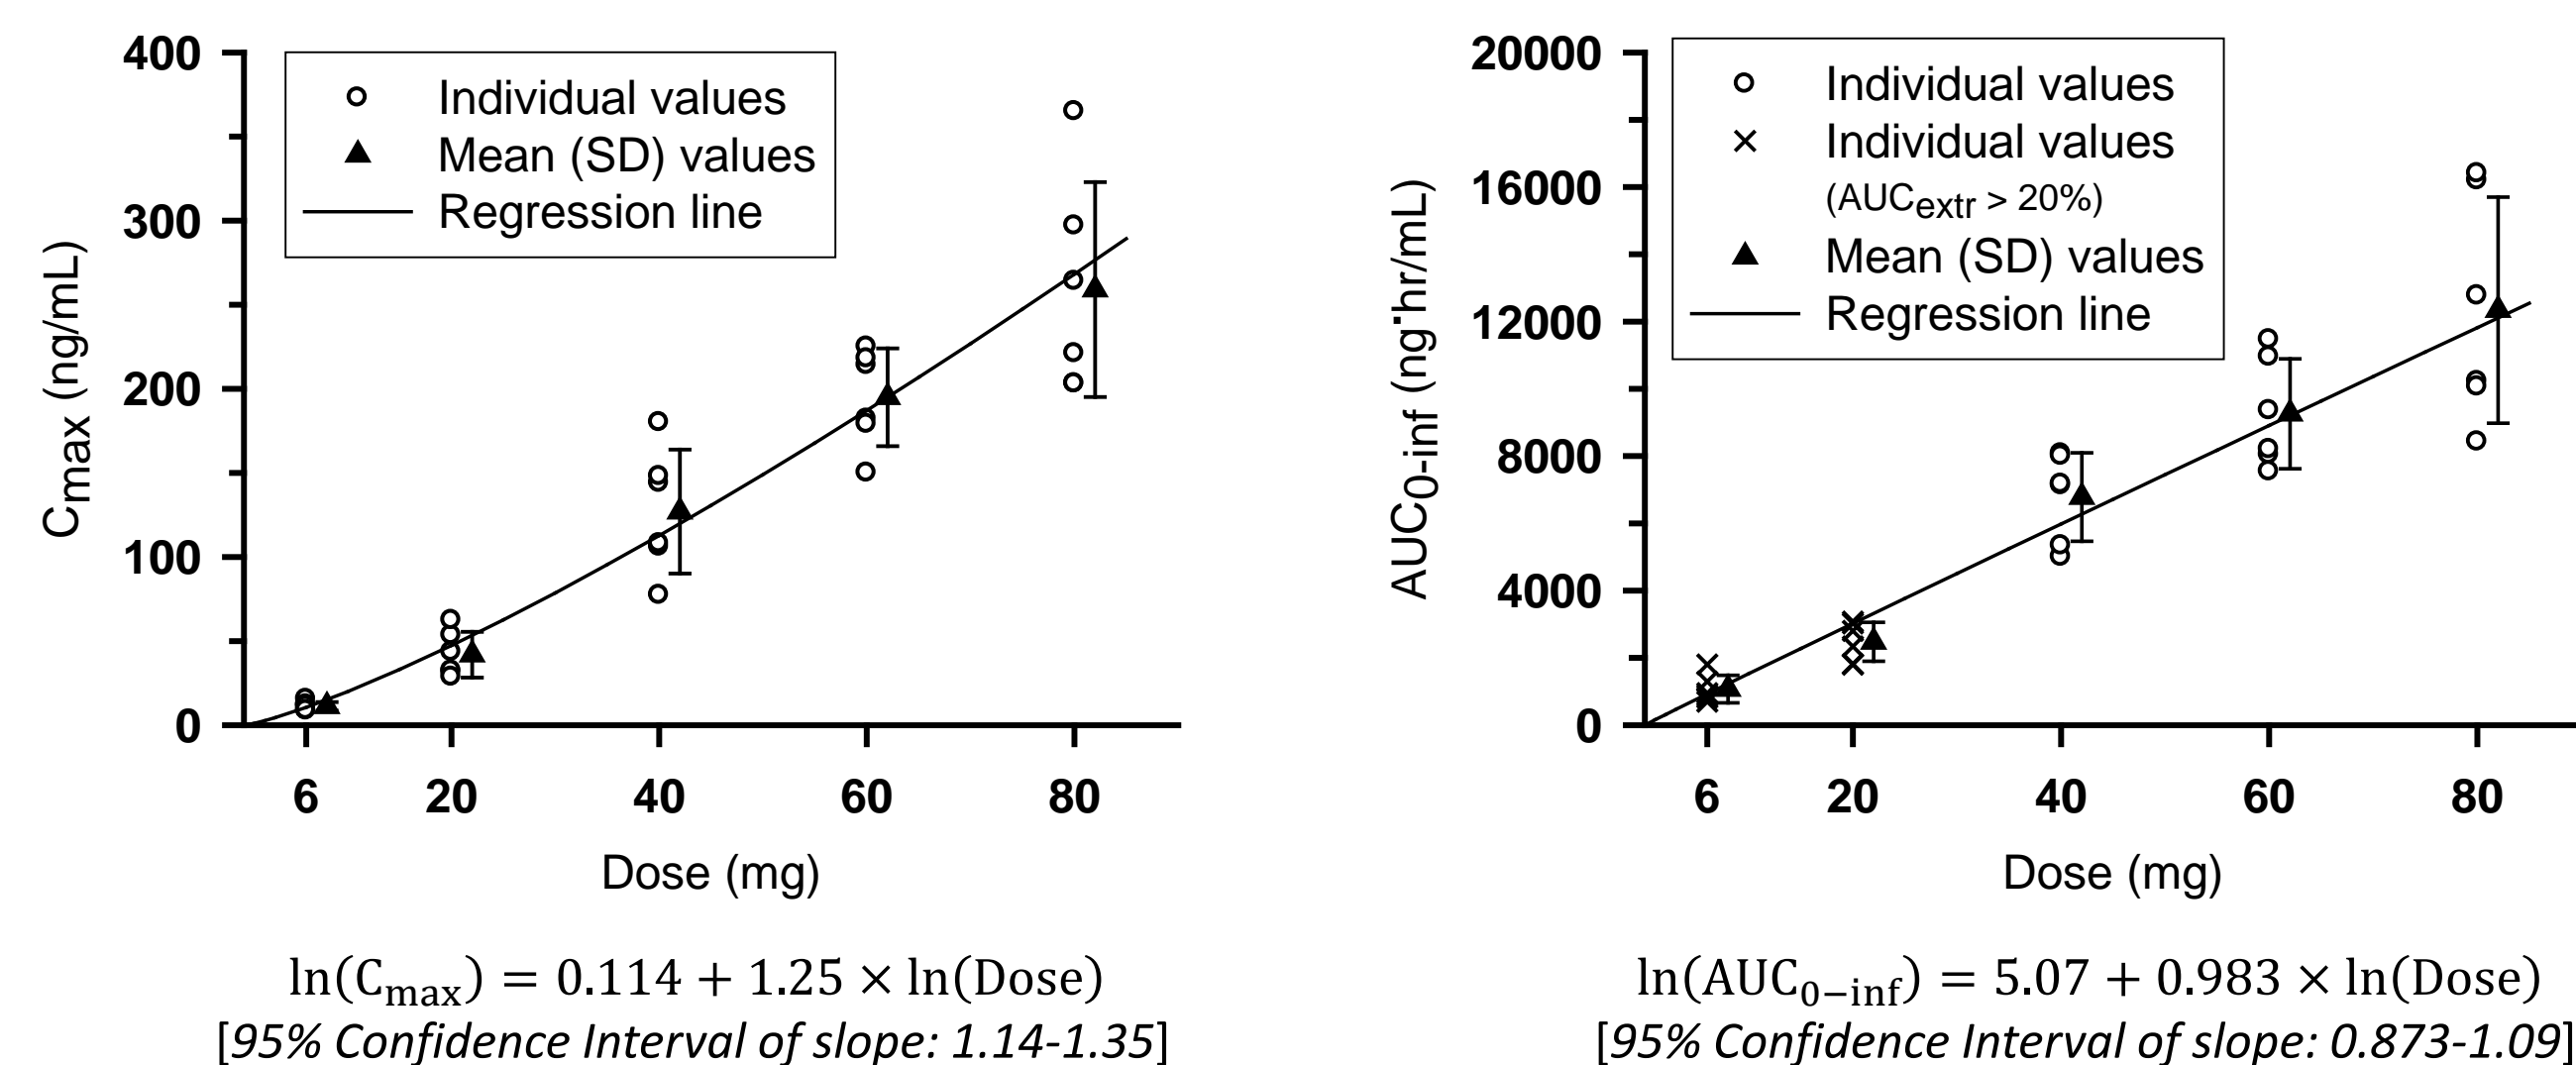 400
300
200
100
0
Cmax (ng/mL)
Individual values
Mean (SD) values
Regression line
6 20 40 60 80
Dose (mg)
ln(Cmax) = 0.114 + 1.25 × ln(Dose)
[95% Confidence Interval of slope: 1.14-1.35]
20000
16000
12000
8000
4000
0
AUC0-inf (ng·hr/mL)
Individual values
Individual values
(AUCextr > 20%)
Mean (SD) values
Regression line
6 20 40 60 80
Dose (mg)
ln(AUC0−inf) = 5.07 + 0.983 × ln(Dose)
[95% Confidence Interval of slope: 0.873-1.09]